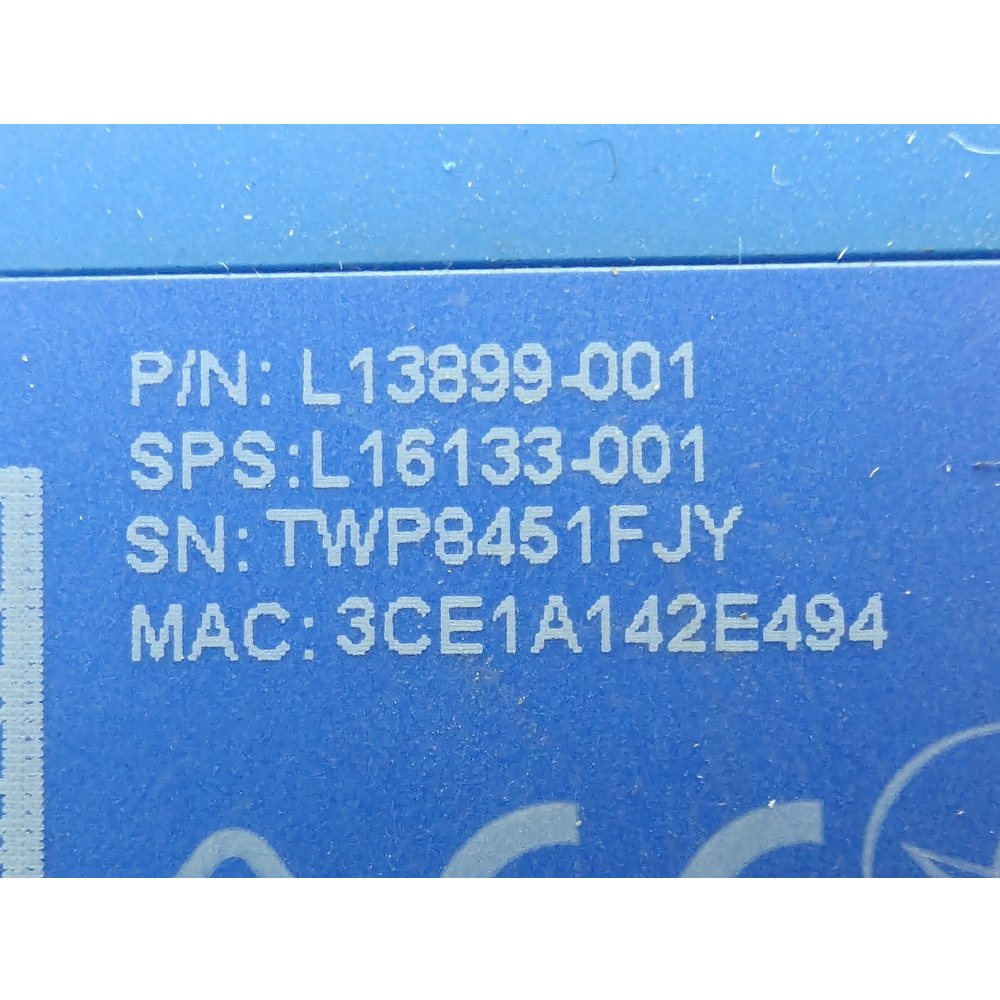 P/N: L13899-001
SPS:L16133-001
SN: TWP8451FJY
MAC: 3CE1A142E494